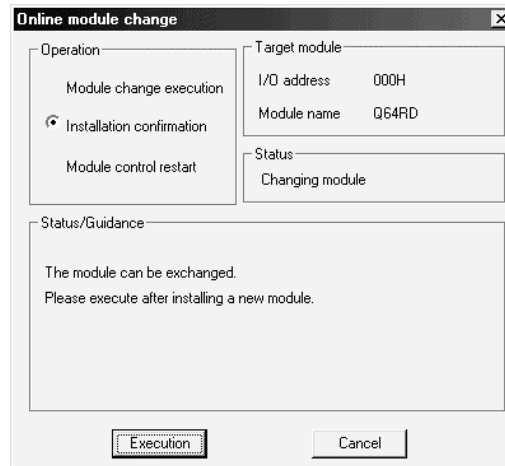 Online module change
Operation
Module change execution
Installation confirmation
Module control restart
Target module
I/O address 000H
Module name Q64RD
Status
Changing module
Status/Guidance
The module can be exchanged.
Please execute after installing a new module.
Execution
Cancel